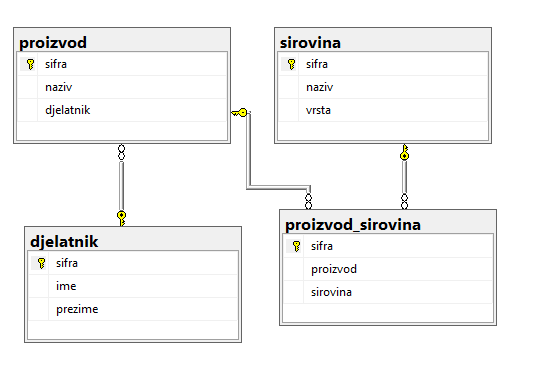 proizvod
sifra
naziv
djelatnik
sirovina
sifra
naziv
vrsta
djelatnik
sifra
ime
prezime
proizvod_sirovina
sifra
proizvod
sirovina